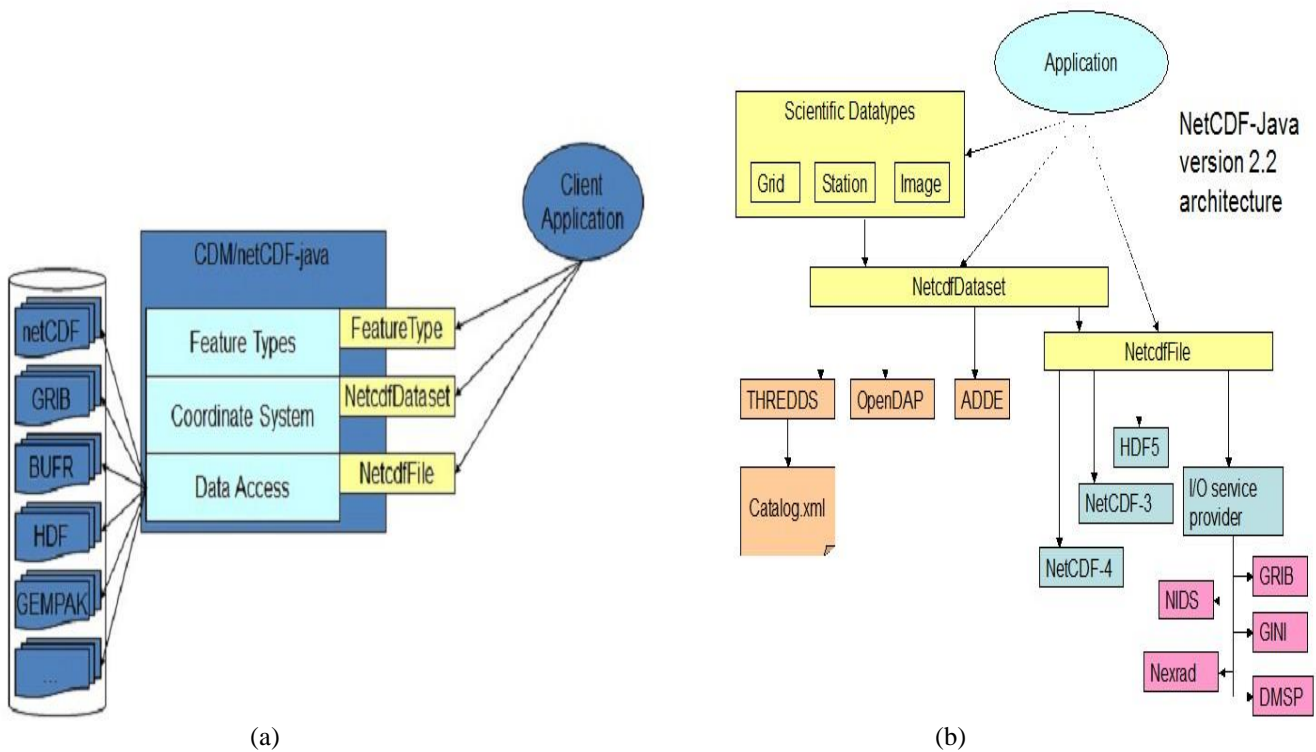 Client
Application
CDM/netCDF-java
netCDF
GRIB
BUFR
HDF
GEMPAK
...
Feature Types
FeatureType
Coordinate System
NetcdfDataset
Data Access
NetcdfFile
(a)
Application
Scientific Datatypes
Grid
Station
Image
NetCDF-Java
version 2.2
architecture
NetcdfDataset
NetcdfFile
THREDDS
OpenDAP
ADDE
Catalog.xml
HDF5
NetCDF-3
NetCDF-4
I/O service
provider
GRIB
NIDS
GINI
Nexrad
DMSP
(b)